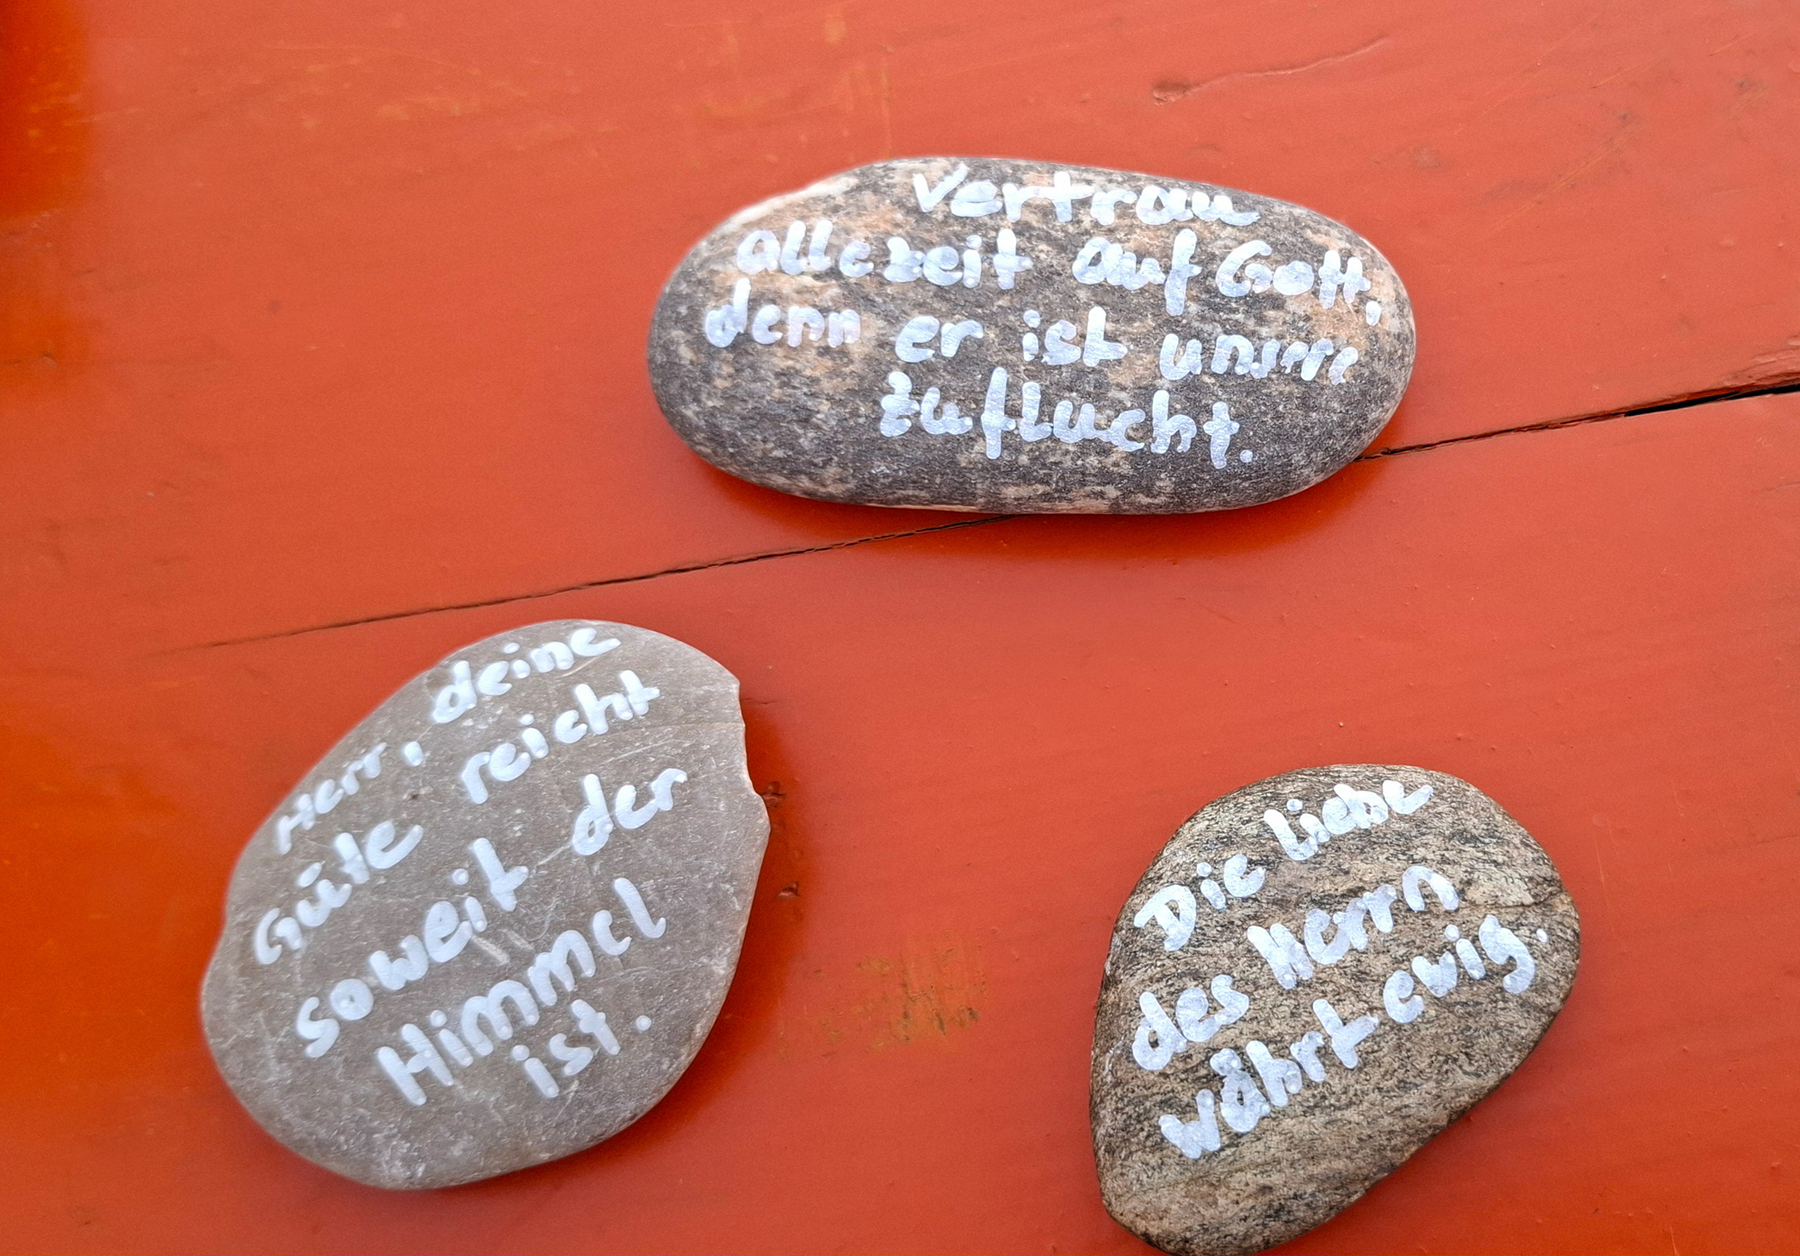 Vertrau
allezeit auf Gott,
denn er ist unsere
Zuflucht.
Herr, deine
Güte reicht
soweit der
Himmel
ist.
Die Liebe
des Herrn
währt ewig.